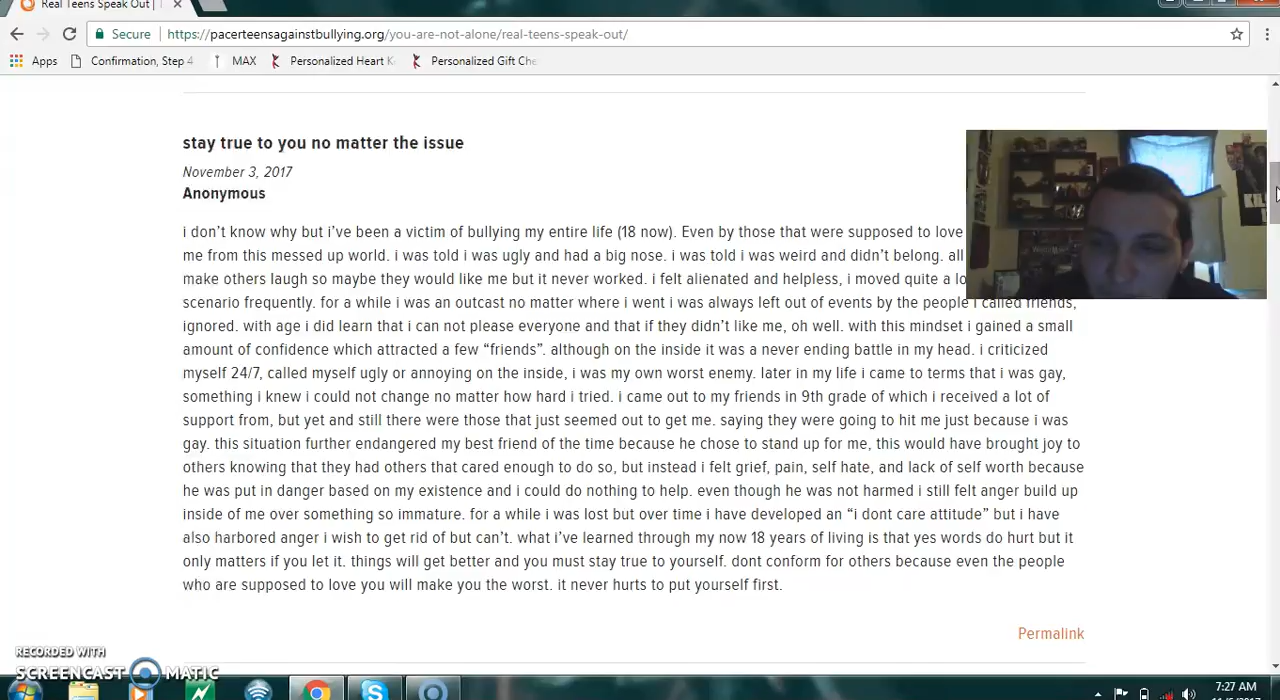 Real Teens Speak Out |
Secure
https://pacerteensagainstbullying.org/you-are-not-alone/real-teens-speak-out/
Apps Confirmation, Step 4 MAX Personalized Heart K Personalized Gift Che
stay true to you no matter the issue
November 3, 2017
Anonymous
i don't know why but i've been a victim of bullying my entire life (18 now). Even by those that were supposed to love
me from this messed up world. i was told i was ugly and had a big nose. i was told i was weird and didn't belong. all
make others laugh so maybe they would like me but it never worked. i felt alienated and helpless, i moved quite a
scenario frequently. for a while i was an outcast no matter where i went i was always left out of events by the people i called friends,
ignored. with age i did learn that i can not please everyone and that if they didn't like me, oh well. with this mindset i gained a small
amount of confidence which attracted a few “friends”. although on the inside it was a never ending battle in my head. i criticized
myself 24/7, called myself ugly or annoying on the inside, i was my own worst enemy. later in my life i came to terms that i was gay,
something i knew i could not change no matter how hard i tried. i came out to my friends in 9th grade of which i received a lot of
support from, but yet and still there were those that just seemed out to get me. saying they were going to hit me just because i was
gay. this situation further endangered my best friend of the time because he chose to stand up for me, this would have brought joy to
others knowing that they had others that cared enough to do so, but instead i felt grief, pain, self hate, and lack of self worth because
he was put in danger based on my existence and i could do nothing to help. even though he was not harmed i still felt anger build up
inside of me over something so immature. for a while i was lost but over time i have developed an “i dont care attitude” but i have
also harbored anger i wish to get rid of but can't. what i've learned through my now 18 years of living is that yes words do hurt but it
only matters if you let it. things will get better and you must stay true to yourself. dont conform for others because even the people
who are supposed to love you will make you the worst. it never hurts to put yourself first.
Permalink
RECORDED WITH
SCREENCAST MATIC
7:27 AM